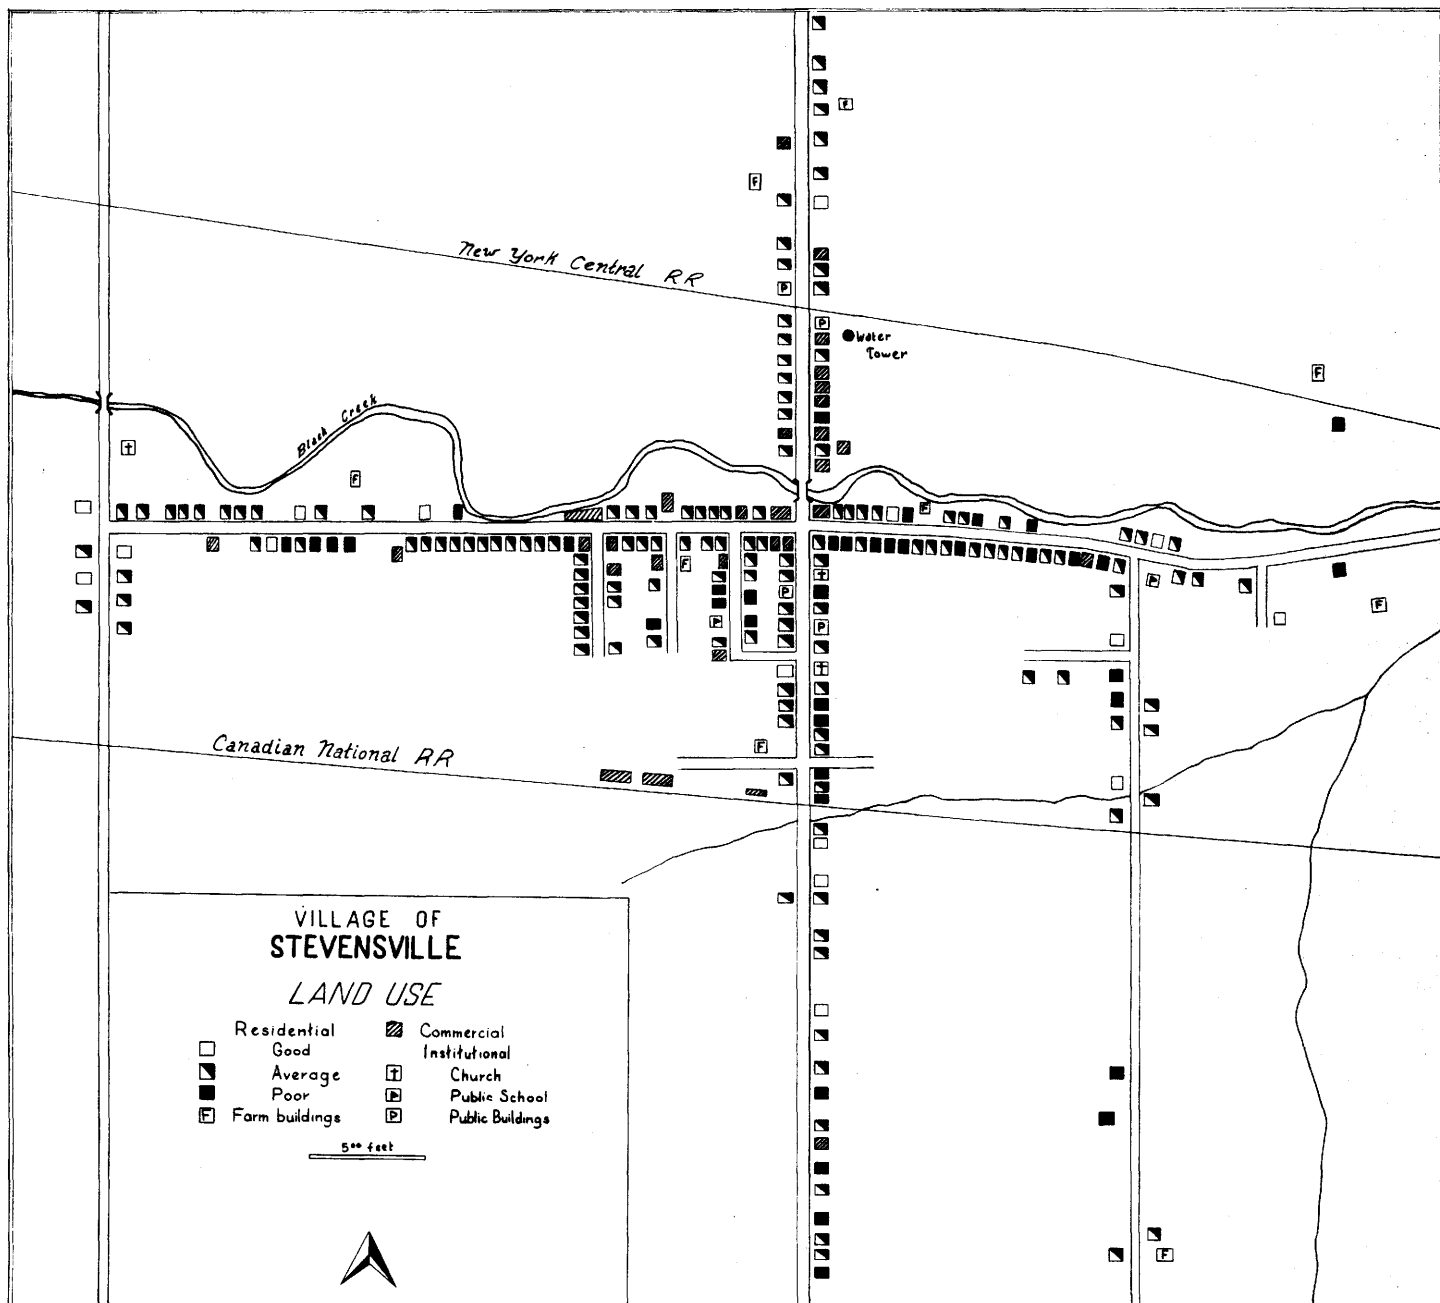 New York Central RR
Water
Tower
Black Creek
Canadian National RR
VILLAGE OF
STEVENSVILLE
LAND USE
Residential
Good
Average
Poor
F Farm buildings
Commercial
Institutional
† Church
P Public School
P Public Buildings
500 feet
F
F
P
P
F
†
F
F
F
†
P
P
P
F
P
†
F
F